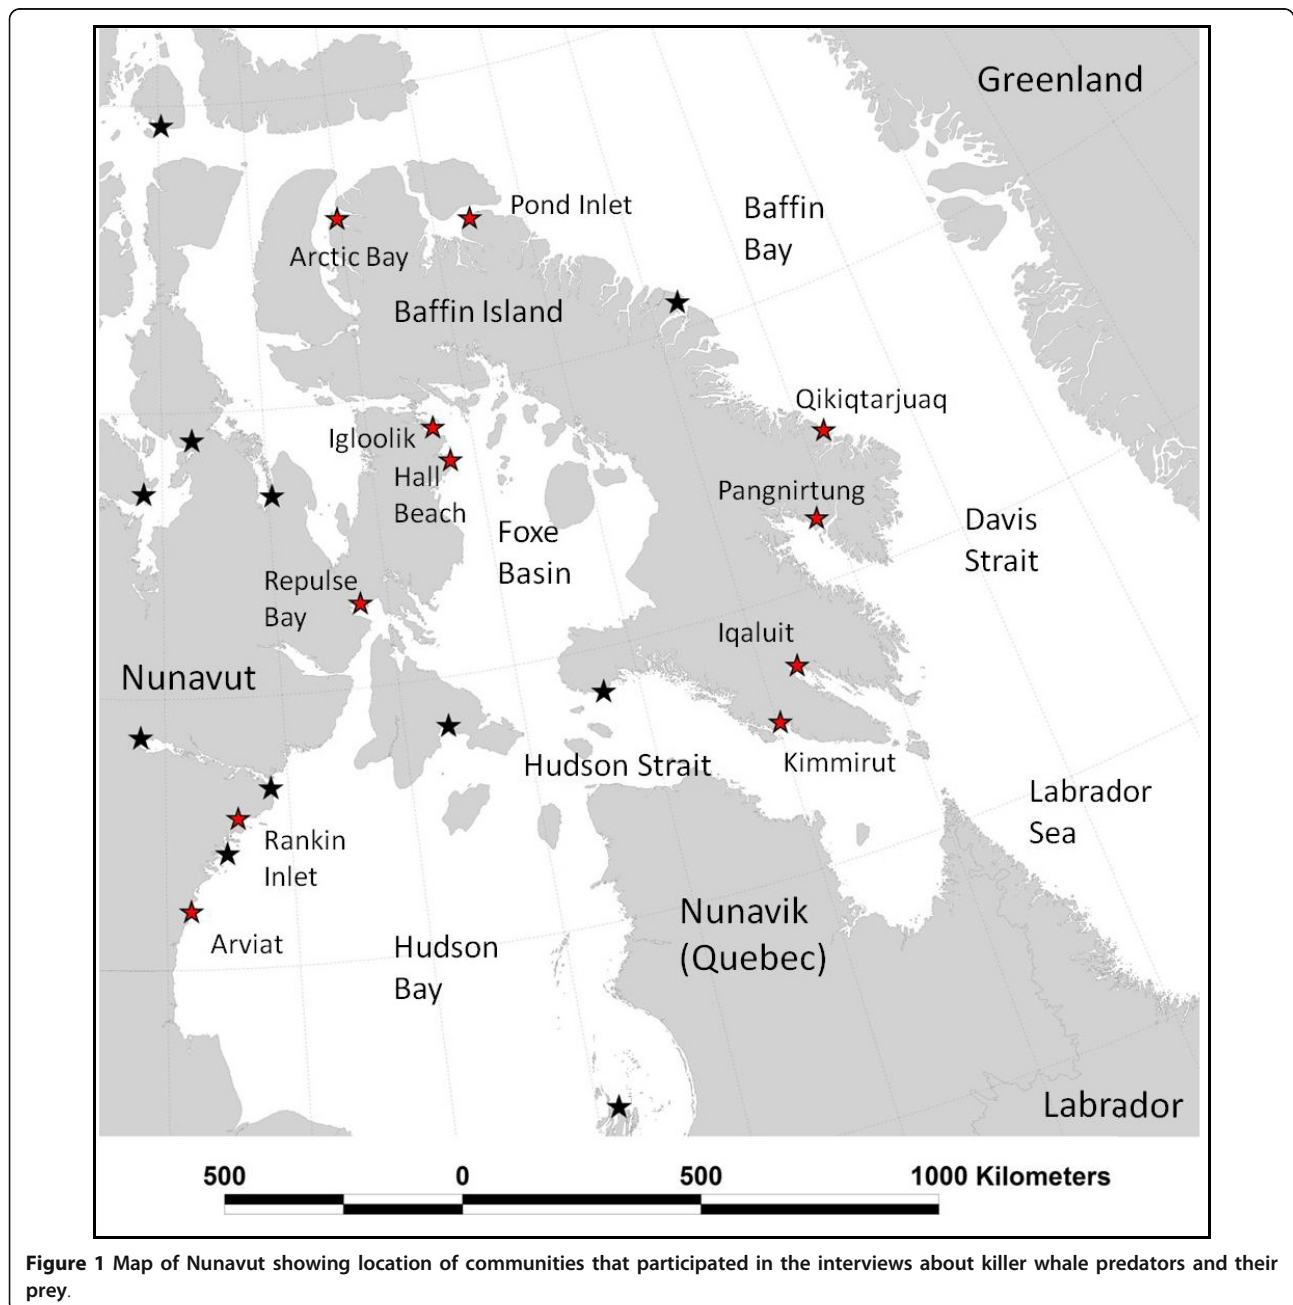 Greenland
Pond Inlet
Baffin
Bay
Arctic Bay
Baffin Island
Qikiqtarjuaq
Igloolik
Hall
Beach
Pangnirtung
Foxe
Basin
Davis
Strait
Repulse
Bay
Iqaluit
Nunavut
Hudson Strait
Kimmirut
Labrador
Sea
Rankin
Inlet
Nunavik
(Quebec)
Arviat
Hudson
Bay
Labrador
500 0 500 1000 Kilometers
Figure 1 Map of Nunavut showing location of communities that participated in the interviews about killer whale predators and their
prey.